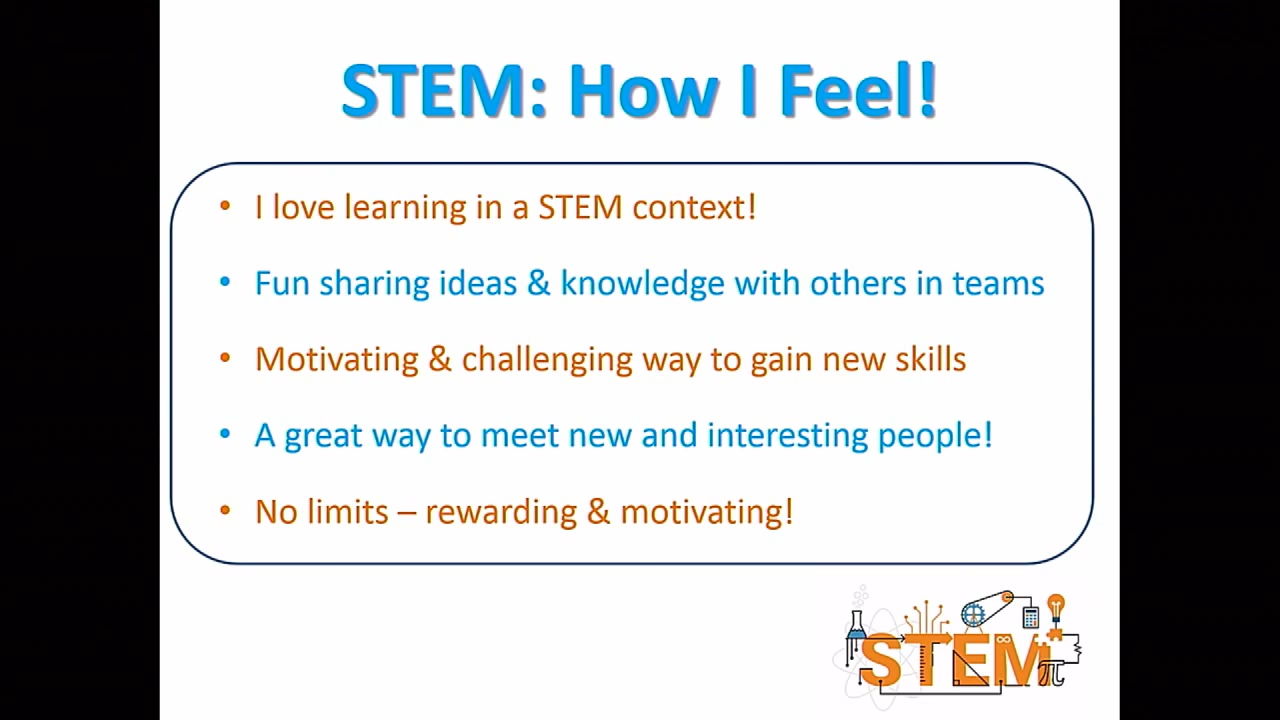 STEM: How I Feel!
• I love learning in a STEM context!
• Fun sharing ideas & knowledge with others in teams
• Motivating & challenging way to gain new skills
• A great way to meet new and interesting people!
• No limits – rewarding & motivating!
STEM
π